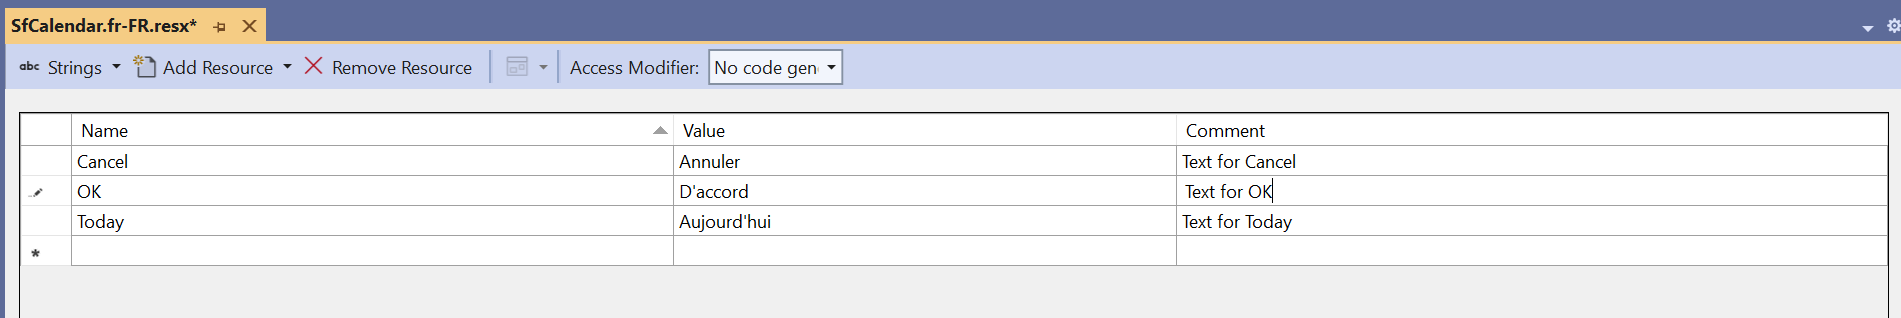 SfCalendar.fr-FR.resx*
abc Strings Add Resource Remove Resource Access Modifier: No code gen
Name Value Comment
Cancel Annuler Text for Cancel
OK D'accord Text for OK
Today Aujourd'hui Text for Today
*